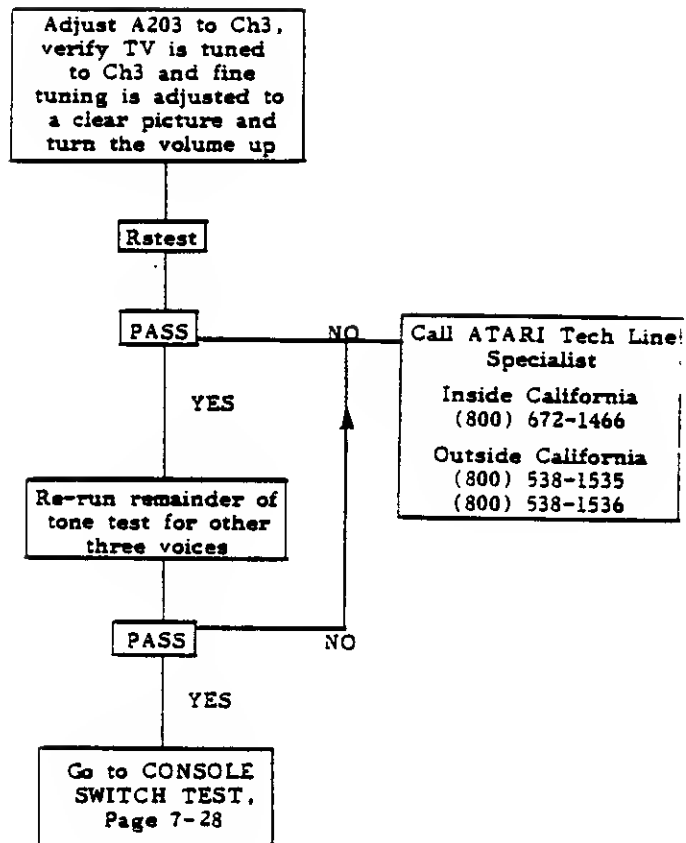 Adjust A203 to Ch3,
verify TV is tuned
to Ch3 and fine
tuning is adjusted to
a clear picture and
turn the volume up
Rstest
PASS
NO
Call ATARI Tech Line
Specialist
Inside California
(800) 672-1466
Outside California
(800) 538-1535
(800) 538-1536
YES
Re-run remainder of
tone test for other
three voices
PASS
NO
YES
Go to CONSOLE
SWITCH TEST,
Page 7-28